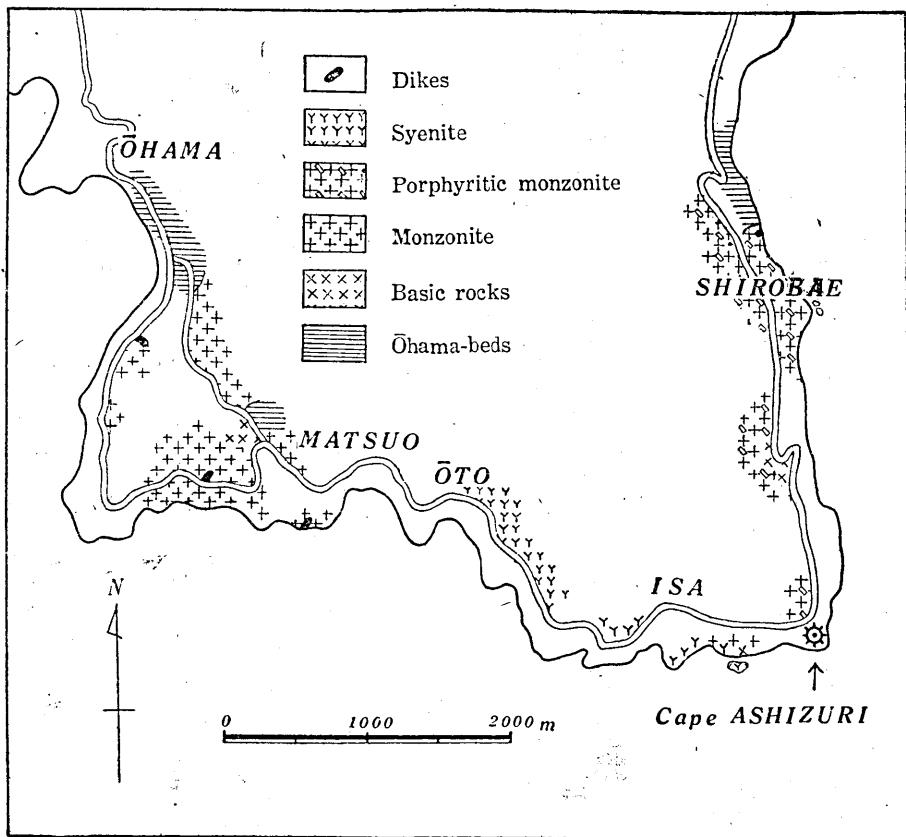 Dikes
Syenite
Porphyritic monzonite
Monzonite
Basic rocks
Ōhama-beds
ŌHAMA
SHIROBAE
MATSUO
ŌTO
ISA
N
0 1000 2000 m
Cape ASHIZURI